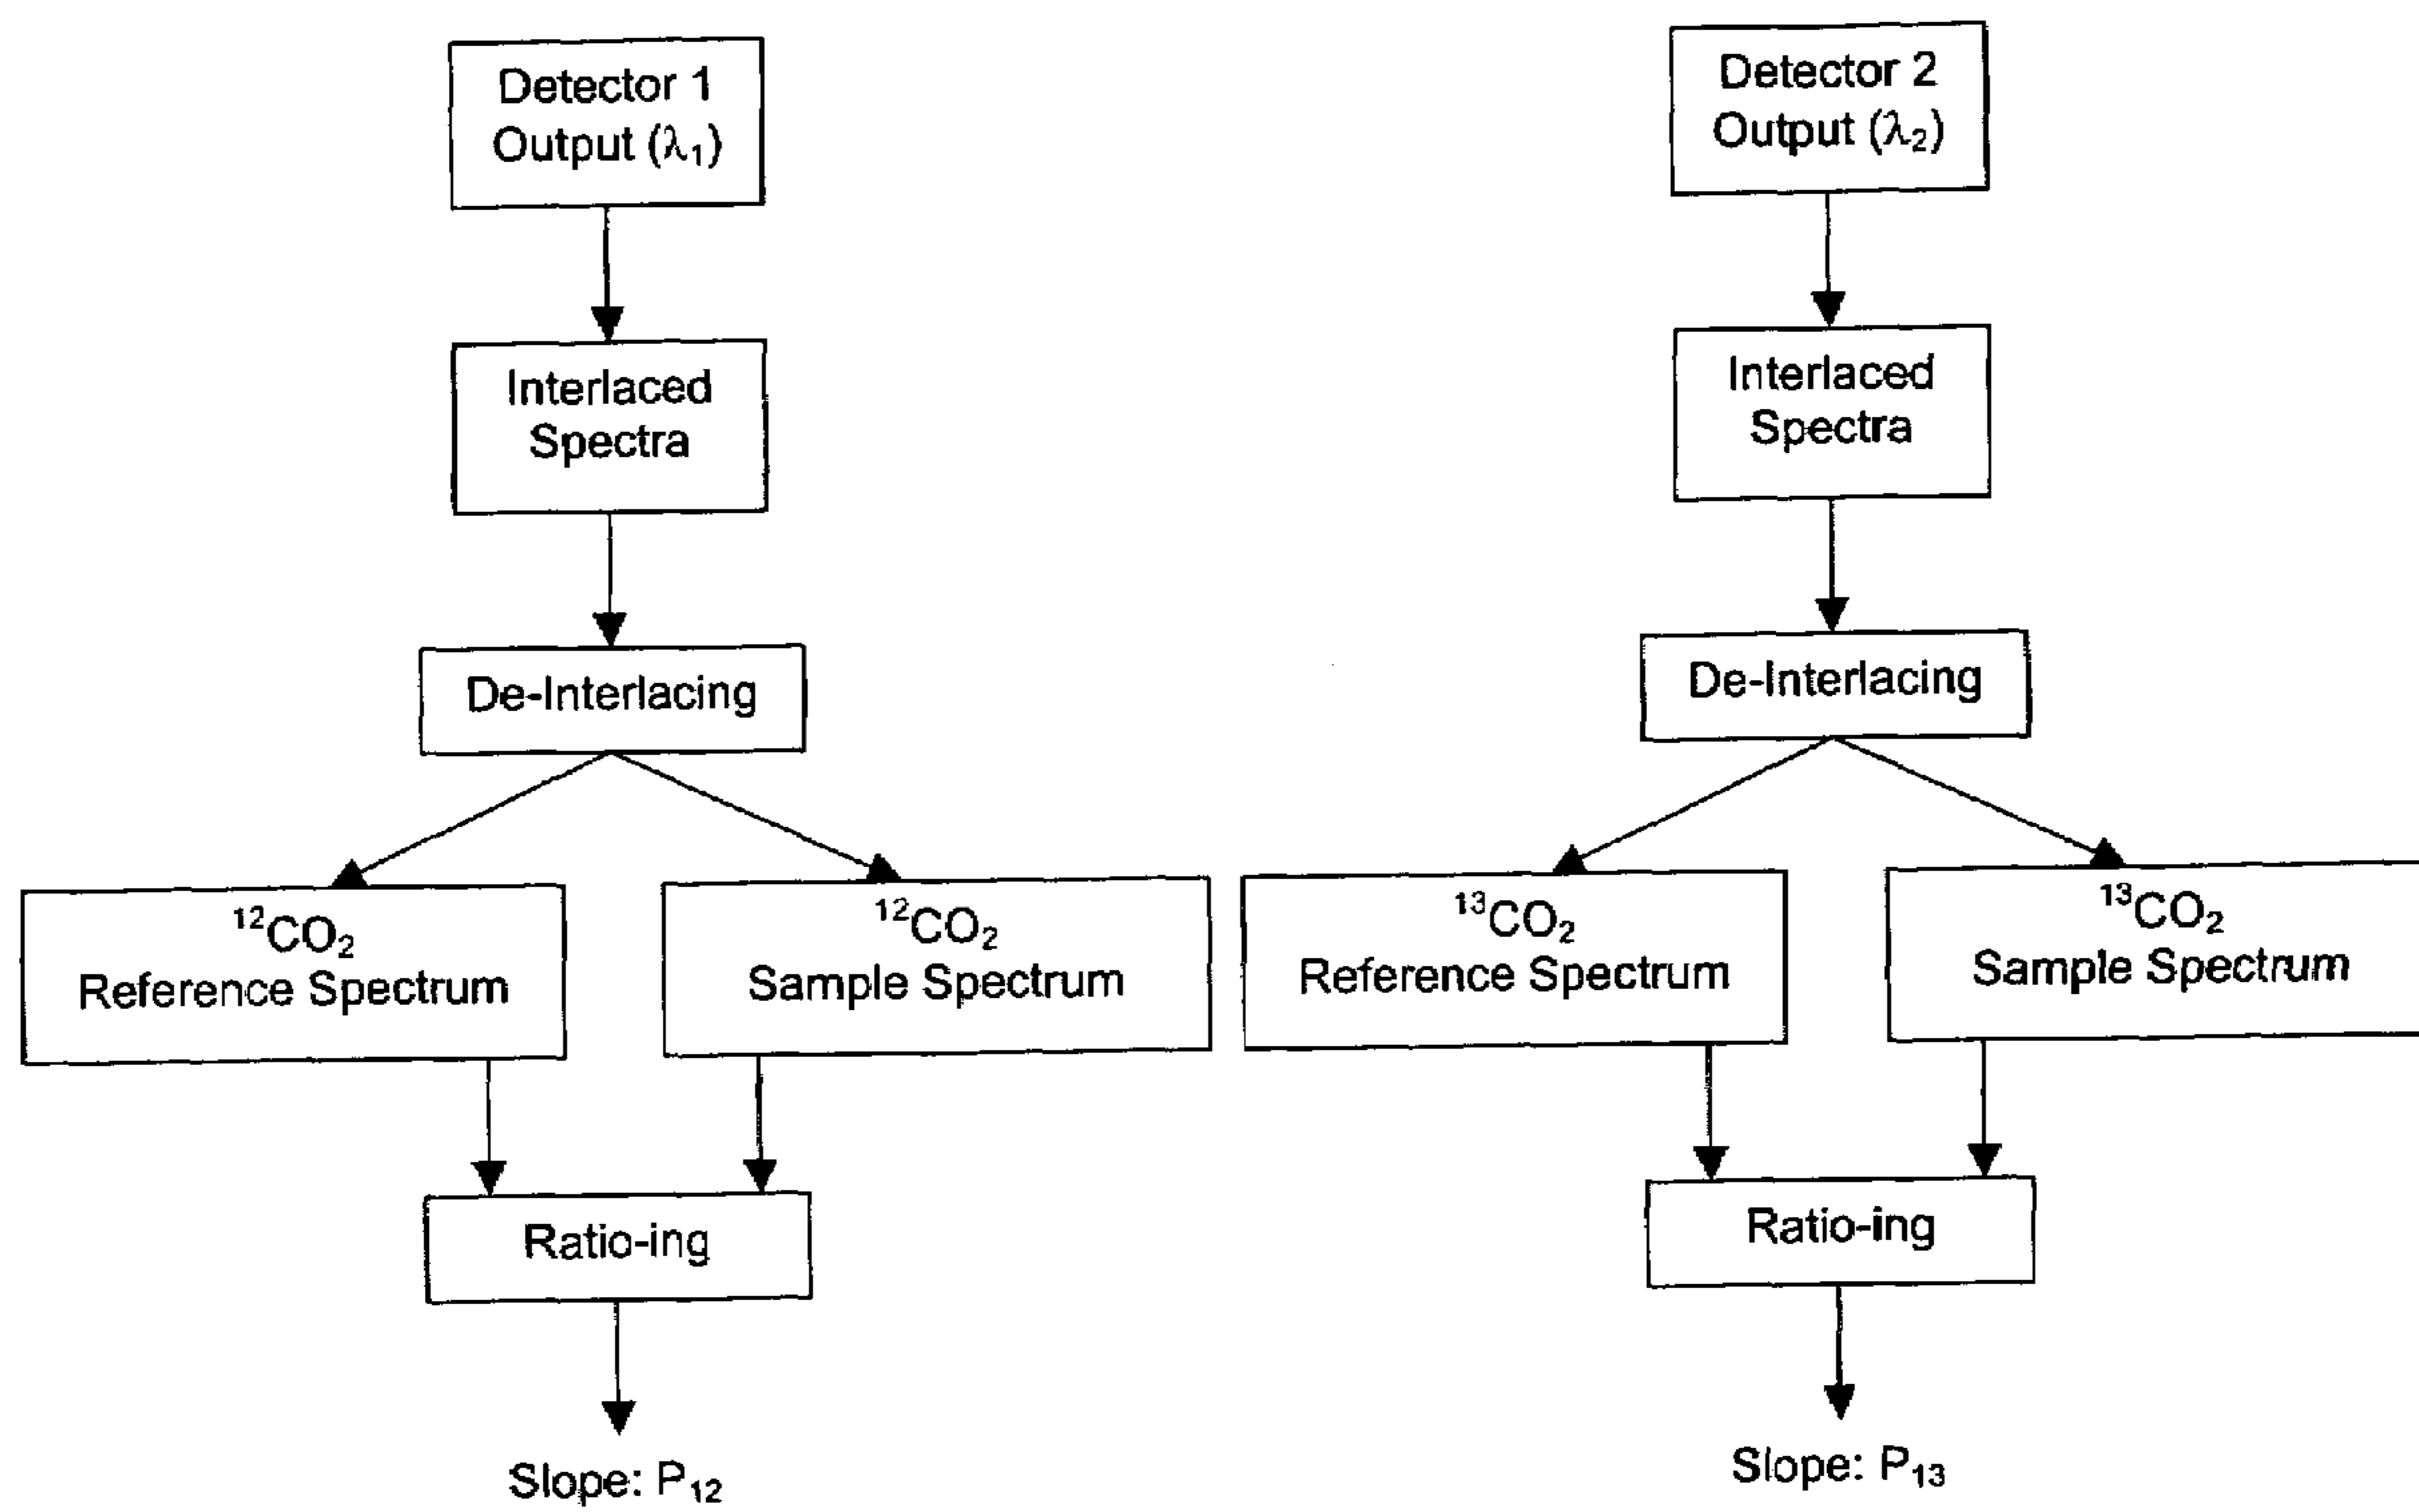 Detector 1
Output (λ₁)
Interlaced
Spectra
De-Interlacing
¹²CO₂
Reference Spectrum
¹²CO₂
Sample Spectrum
Ratio-ing
Slope: P₁₂
Detector 2
Output (λ₂)
Interlaced
Spectra
De-Interlacing
¹³CO₂
Reference Spectrum
¹³CO₂
Sample Spectrum
Ratio-ing
Slope: P₁₃